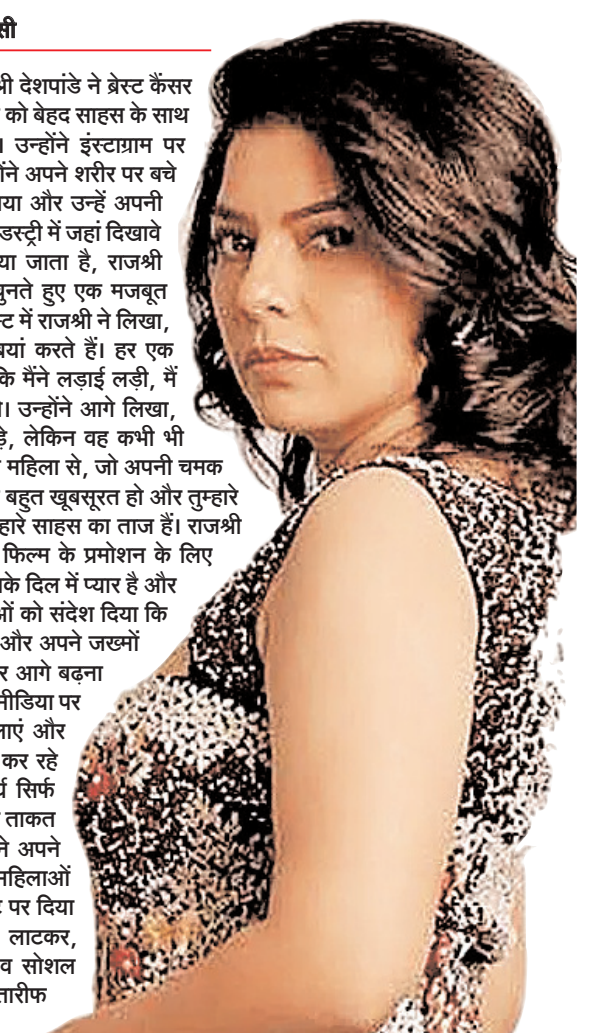 सी
श्री देशपांडे ने ब्रेस्ट कैंसर
को बेहद साहस के साथ
। उन्होंने इंस्टाग्राम पर
ोंने अपने शरीर पर बचे
या और उन्हें अपनी
डस्ट्री में जहां दिखावे
या जाता है, राजश्री
चुनते हुए एक मजबूत
स्ट में राजश्री ने लिखा,
बयां करते हैं। हर एक
कि मैंने लड़ाई लड़ी, मैं
। उन्होंने आगे लिखा,
ड़े, लेकिन वह कभी भी
महिला से, जो अपनी चमक
बहुत खूबसूरत हो और तुम्हारे
हारे साहस का ताज हैं। राजश्री
फिल्म के प्रमोशन के लिए
के दिल में प्यार है और
ओं को संदेश दिया कि
और अपने जख्मों
र आगे बढ़ना
मीडिया पर
लाएं और
कर रहे
र्य सिर्फ
ताकत
ने अपने
महिलाओं
ट पर दिया
लाटकर,
व सोशल
तारीफ